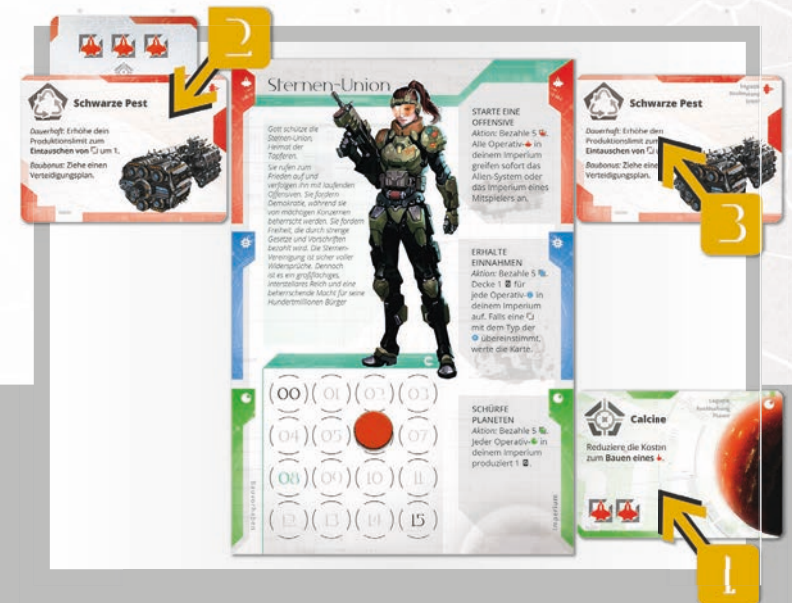 2
Schwarze Pest
Dauerhaft: Erhöhe dein
Produktionslimit zum
Eintauschen von um 1.
Baubonus: Ziehe einen
Verteidigungsplan.
Sternen-Union
Gott schütze die
Sternen-Union,
Heimat der
Tapferen.
Sie rufen zum
Frieden auf und
verfolgen ihn mit laufenden
Offensiven. Sie fordern
Demokratie, während sie
von mächtigen Konzernen
beherrscht werden. Sie fordern
Freiheit, die durch strenge
Gesetze und Vorschriften
bezahlt wird. Die Sternen-
Vereinigung ist sicher voller
Widersprüche. Dennoch
ist es ein großflächiges,
interstellares Reich und eine
beherrschende Macht für seine
Hundertmillionen Bürger
STARTE EINE
OFFENSIVE
Aktion: Bezahle 5
Alle Operativ- in
deinem Imperium
greifen sofort das
Alien-System oder
das Imperium eines
Mitspielers an.
ERHALTE
EINNAHMEN
Aktion: Bezahle 5
Decke 1 für
jede Operativ- in
deinem Imperium
auf. Falls eine
mit dem Typ der
übereinstimmt,
werte die Karte.
SCHÜRFE
PLANETEN
Aktion: Bezahle 5
Jeder Operativ- in
deinem Imperium
produziert 1
00 01 02 03
04 05 07
08 09 10 11
12 13 14 15
Imperium
Schwarze Pest
Dauerhaft: Erhöhe den
Produktionslimit zum
Eintauschen von
Baubonus: Ziehe eine
Verteidigungsplan.
3
Calcine
Reduziere die Kosten
zum Bauen eines
1